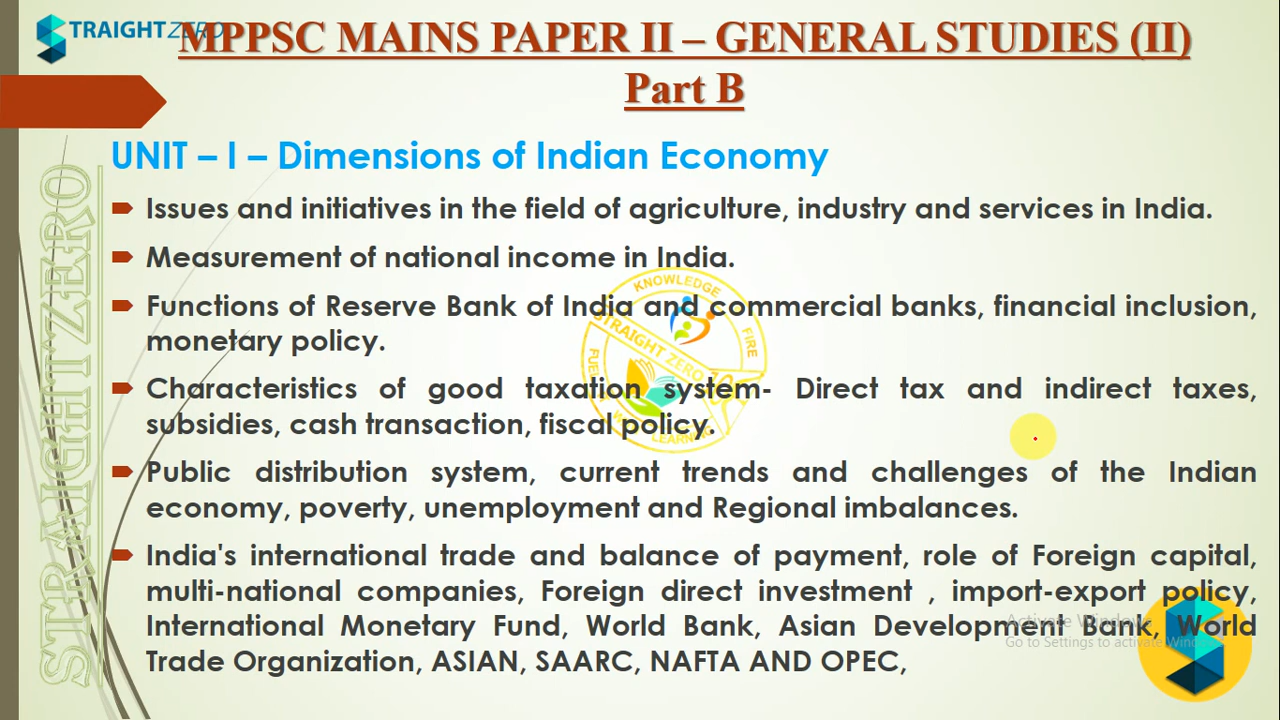 STRAIGHTZERO
MPPSC MAINS PAPER II – GENERAL STUDIES (II)
Part B
UNIT – I – Dimensions of Indian Economy
Issues and initiatives in the field of agriculture, industry and services in India.
Measurement of national income in India.
Functions of Reserve Bank of India and commercial banks, financial inclusion,
monetary policy.
Characteristics of good taxation system- Direct tax and indirect taxes,
subsidies, cash transaction, fiscal policy.
Public distribution system, current trends and challenges of the Indian
economy, poverty, unemployment and Regional imbalances.
India's international trade and balance of payment, role of Foreign capital,
multi-national companies, Foreign direct investment , import-export policy,
International Monetary Fund, World Bank, Asian Development Bank, World
Trade Organization, ASIAN, SAARC, NAFTA AND OPEC,
STRAIGHTZERO
KNOWLEDGE
FIRE
STRAIGHT ZERO
FUEL
LEARNING
Activate Windows
Go to Settings to activate Windows